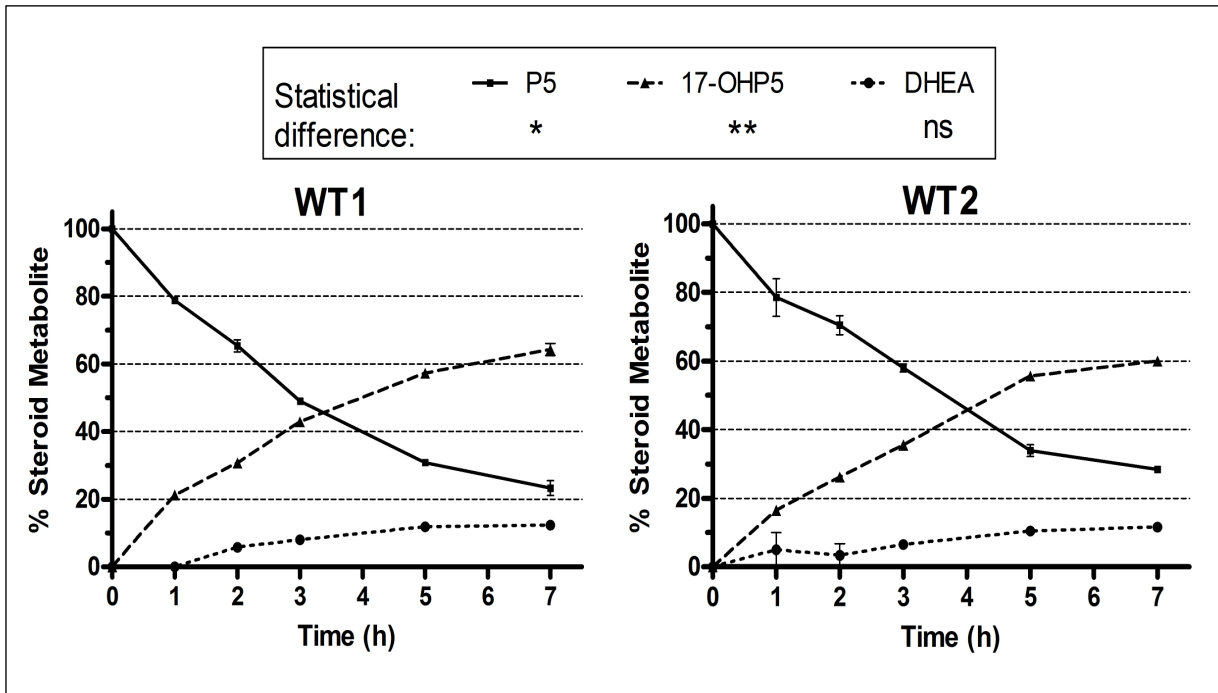 Statistical difference:
P5 17-OHP5 DHEA
* ** ns
WT1
% Steroid Metabolite
100
80
60
40
20
0
0 1 2 3 5 6 7
Time (h)
WT2
% Steroid Metabolite
100
80
60
40
20
0
0 1 2 3 5 6 7
Time (h)